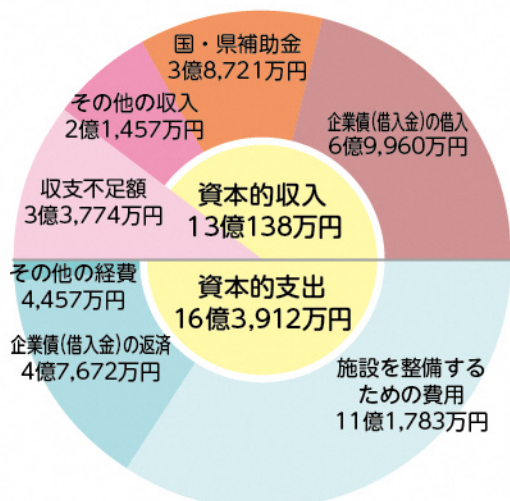 国・県補助金
3億8,721万円
その他の収入
2億1,457万円
企業債(借入金)の借入
6億9,960万円
収支不足額
3億3,774万円
資本的収入
13億138万円
その他の経費
4,457万円
資本的支出
16億3,912万円
企業債(借入金)の返済
4億7,672万円
施設を整備する
ための費用
11億1,783万円